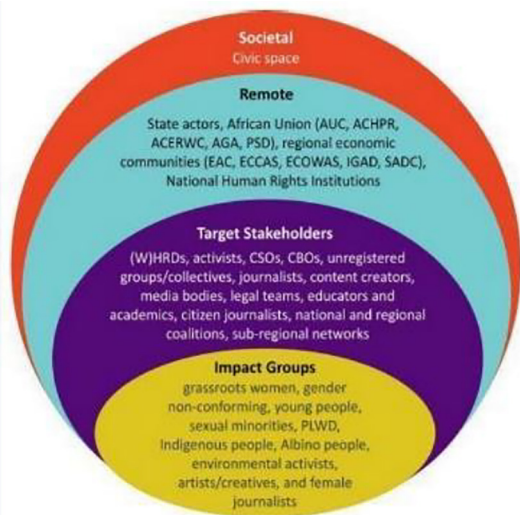 Societal
Civic space
Remote
State actors, African Union (AUC, ACHPR,
ACERWC, AGA, PSD), regional economic
communities (EAC, ECCAS, ECOWAS, IGAD, SADC),
National Human Rights Institutions
Target Stakeholders
(W)HRDs, activists, CSOs, CBOs, unregistered
groups/collectives, journalists, content creators,
media bodies, legal teams, educators and
academics, citizen journalists, national and regional
coalitions, sub-regional networks
Impact Groups
grassroots women, gender
non-conforming, young people,
sexual minorities, PLWD,
Indigenous people, Albino people,
environmental activists,
artists/creatives, and female
journalists